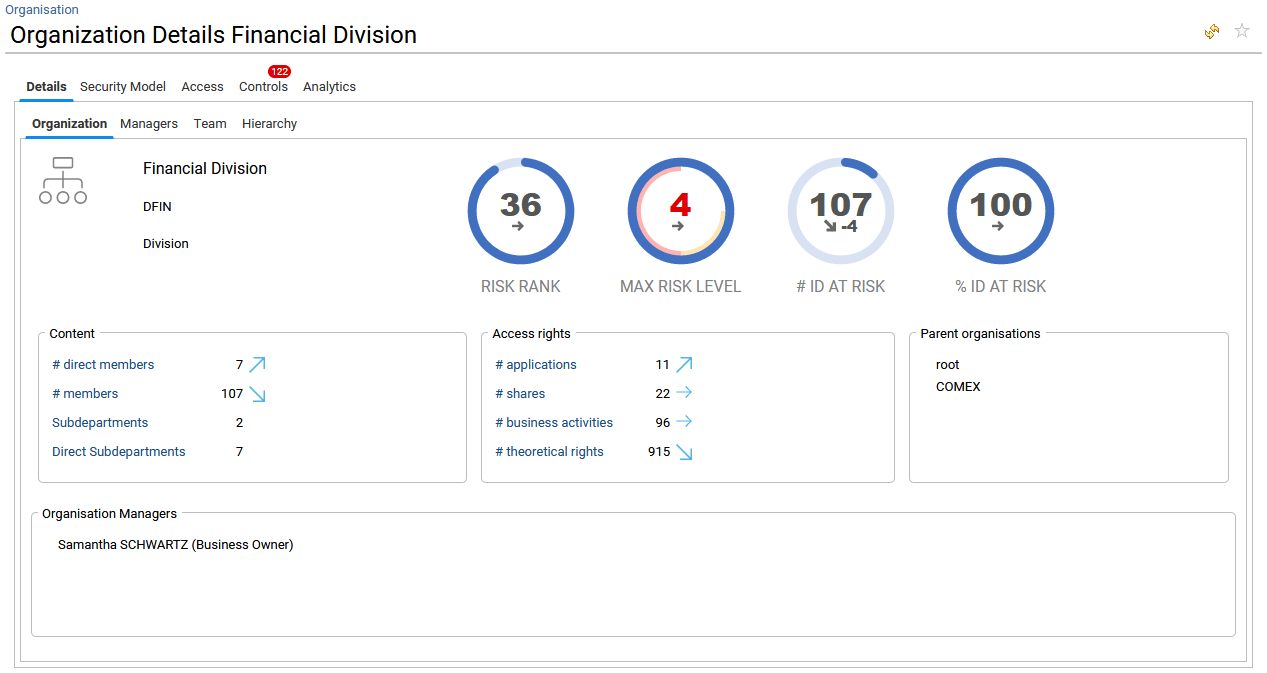 Organisation
Organization Details Financial Division
122
Details Security Model Access Controls Analytics
Organization Managers Team Hierarchy
Financial Division
DFIN
Division
36
4
107
-4
100
RISK RANK MAX RISK LEVEL # ID AT RISK % ID AT RISK
Content
# direct members 7
# members 107
Subdepartments 2
Direct Subdepartments 7
Access rights
# applications 11
# shares 22
# business activities 96
# theoretical rights 915
Parent organisations
root
COMEX
Organisation Managers
Samantha SCHWARTZ (Business Owner)